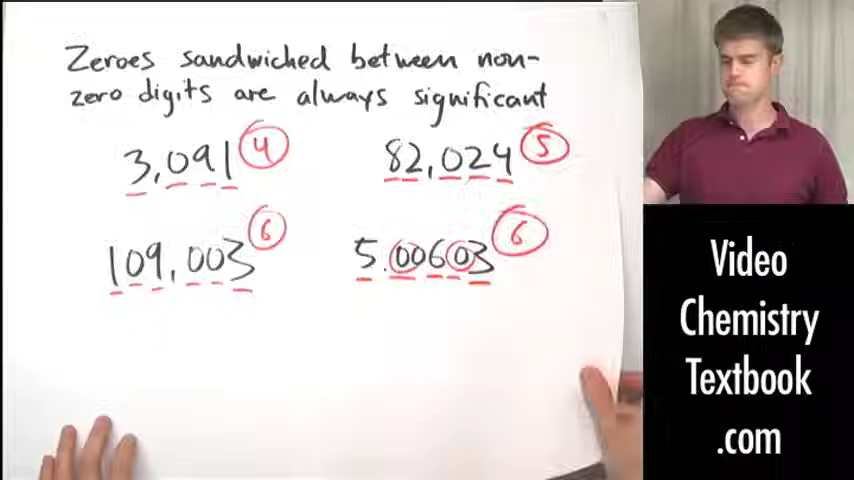 Zeroes sandwiched between non-
zero digits are always significant
3,091 4
82,024 5
109,003 6
5.00603 6
Video
Chemistry
Textbook
.com